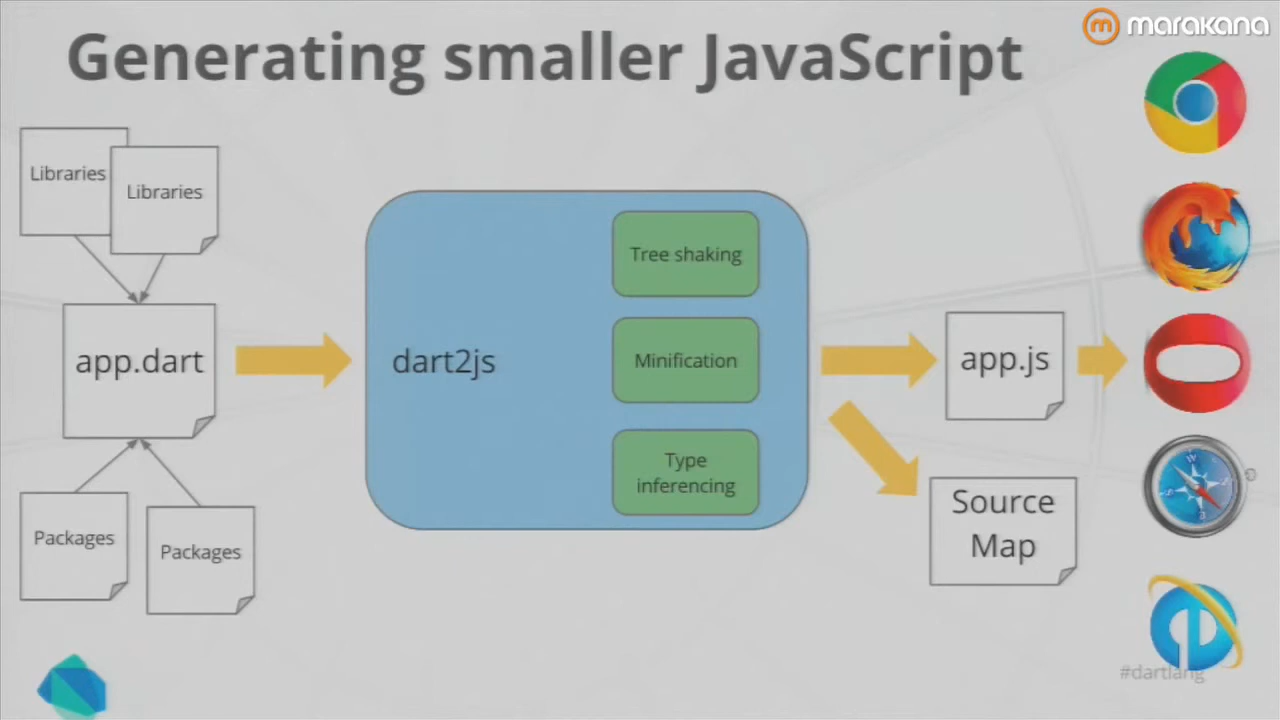 marakana
Generating smaller JavaScript
Libraries
Libraries
app.dart
Packages
Packages
dart2js
Tree shaking
Minification
Type
inferencing
app.js
Source
Map
#dartlang